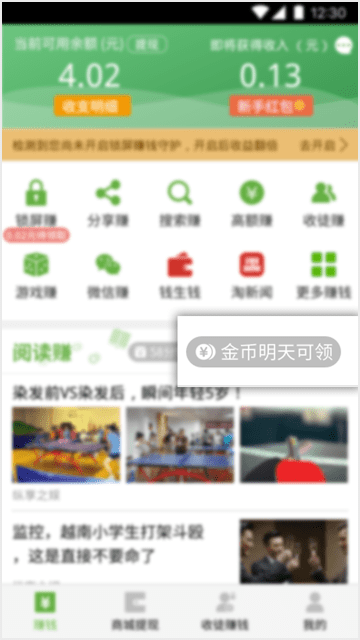 12:30
当前可用余额 (元) 提现
即将获得收入 (元)
4.02
0.13
收支明细
新手红包
检测到您尚未开启锁屏赚钱守护，开启后收益翻倍 去开启
锁屏赚 分享赚 搜索赚 高额赚 收徒赚
0.02元待领取
游戏赚 微信赚 钱生钱 淘新闻 更多赚钱
金币明天可领
阅读赚
染发前VS染发后，瞬间年轻5岁！
纵享之娱
监控，越南小学生打架斗殴
，这是直接不要命了
赚钱 商城提现 收徒赚钱 我的